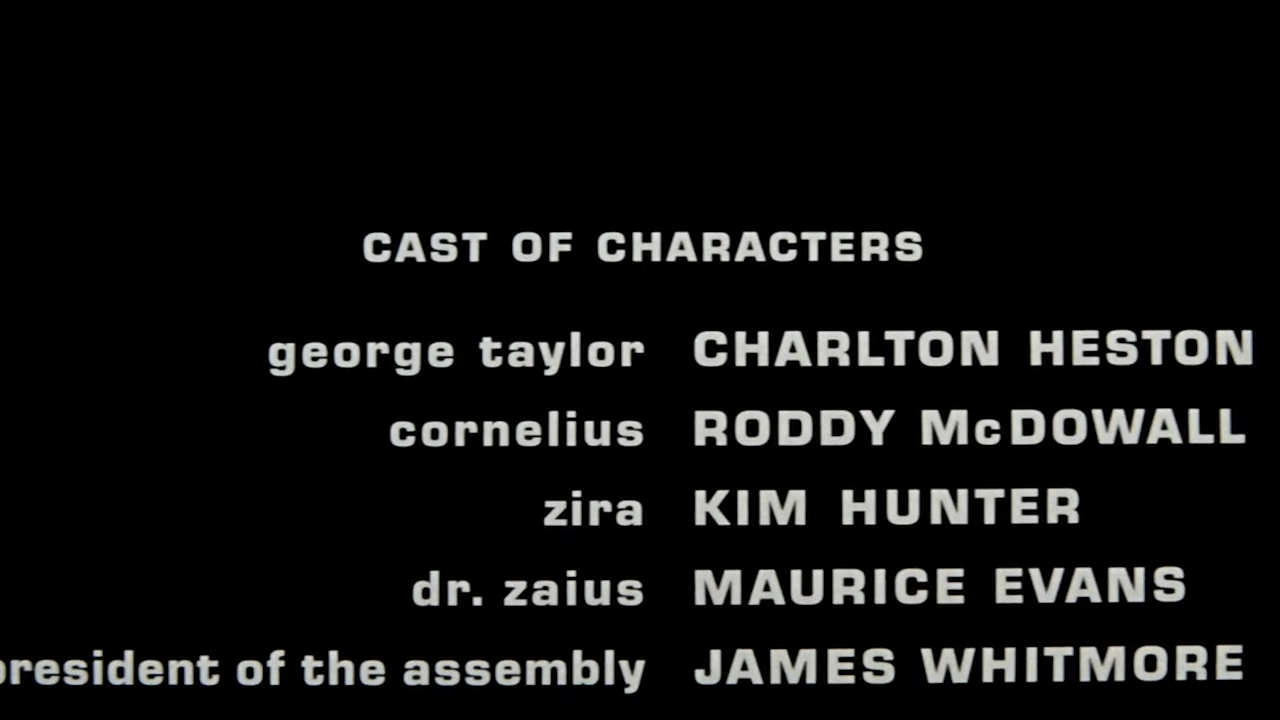 CAST OF CHARACTERS
george taylor CHARLTON HESTON
cornelius RODDY McDOWALL
zira KIM HUNTER
dr. zaius MAURICE EVANS
president of the assembly JAMES WHITMORE